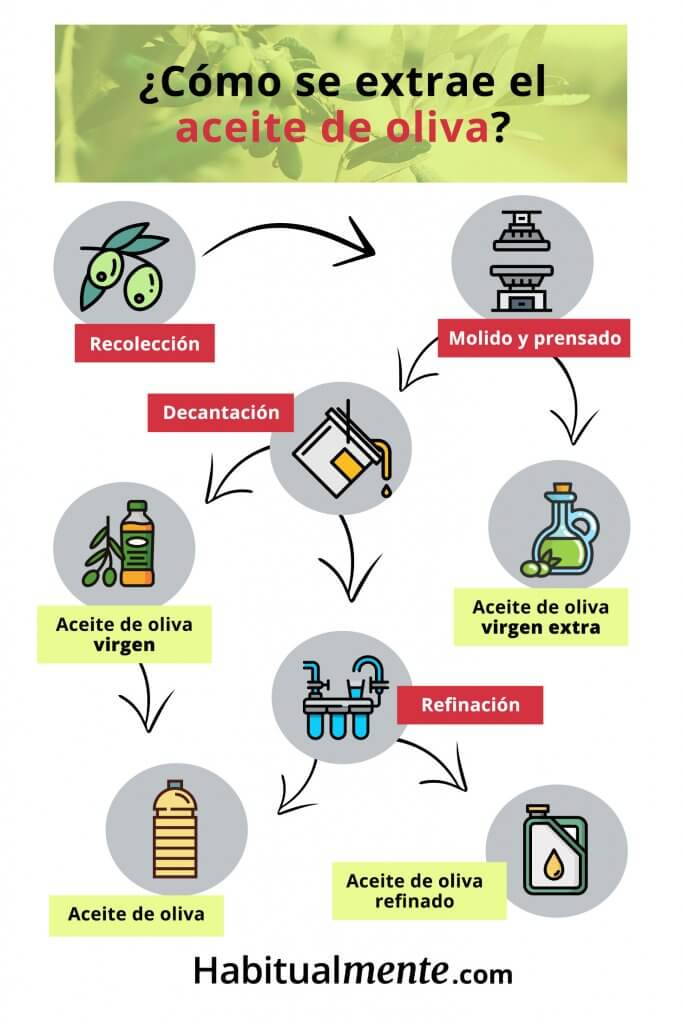 ¿Cómo se extrae el
aceite de oliva?
Recolección
Molido y prensado
Decantación
Aceite de oliva
virgen
Aceite de oliva
virgen extra
Refinación
Aceite de oliva
Aceite de oliva
refinado
Habitualmente.com